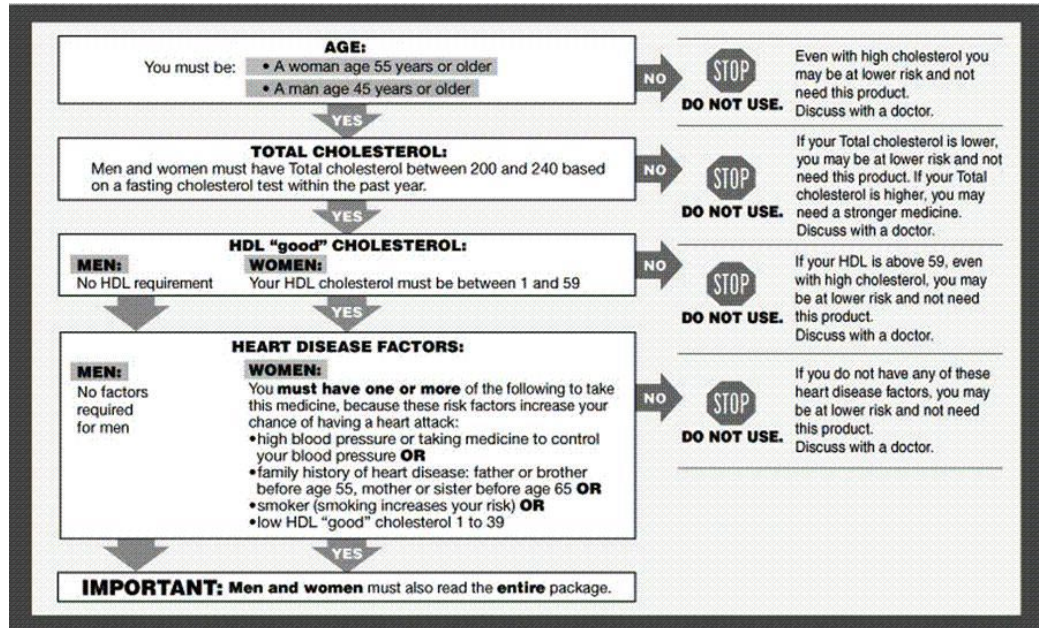 AGE:
You must be: • A woman age 55 years or older
• A man age 45 years or older
NO
STOP
DO NOT USE.
Even with high cholesterol you
may be at lower risk and not
need this product.
Discuss with a doctor.
YES
TOTAL CHOLESTEROL:
Men and women must have Total cholesterol between 200 and 240 based
on a fasting cholesterol test within the past year.
NO
STOP
DO NOT USE.
If your Total cholesterol is lower,
you may be at lower risk and not
need this product. If your Total
cholesterol is higher, you may
need a stronger medicine.
Discuss with a doctor.
YES
HDL “good” CHOLESTEROL:
MEN:
No HDL requirement
WOMEN:
Your HDL cholesterol must be between 1 and 59
NO
STOP
DO NOT USE.
If your HDL is above 59, even
with high cholesterol, you may
be at lower risk and not need
this product.
Discuss with a doctor.
YES
HEART DISEASE FACTORS:
MEN:
No factors
required
for men
WOMEN:
You must have one or more of the following to take
this medicine, because these risk factors increase your
chance of having a heart attack:
•high blood pressure or taking medicine to control
your blood pressure OR
•family history of heart disease: father or brother
before age 55, mother or sister before age 65 OR
•smoker (smoking increases your risk) OR
•low HDL “good” cholesterol 1 to 39
NO
STOP
DO NOT USE.
If you do not have any of these
heart disease factors, you may
be at lower risk and not need
this product.
Discuss with a doctor.
YES
IMPORTANT: Men and women must also read the entire package.